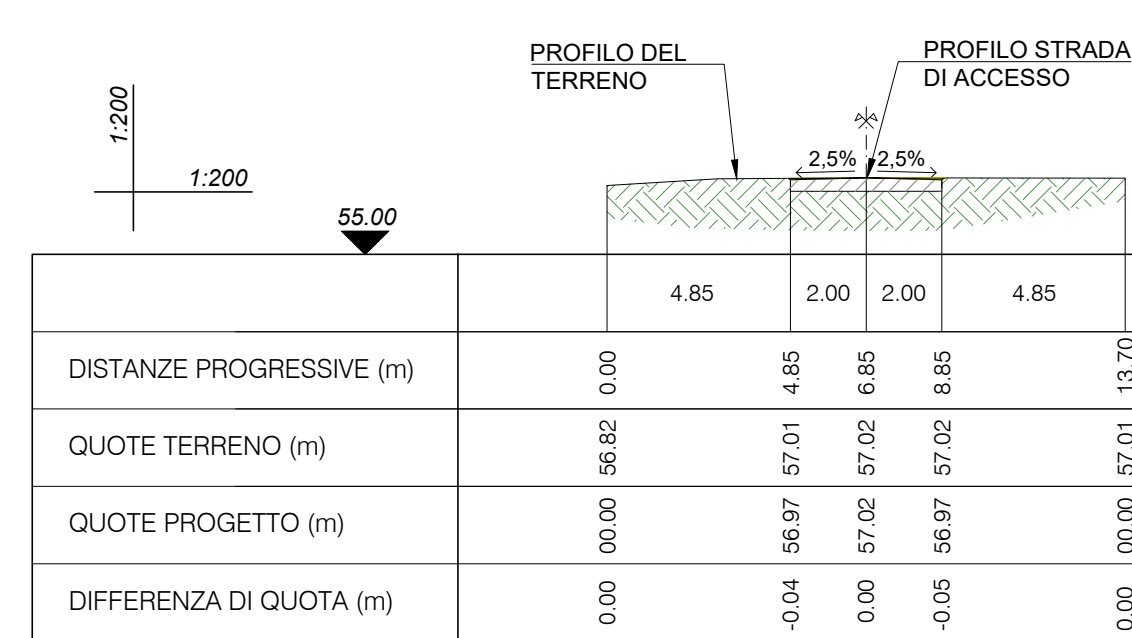 PROFILO DEL
TERRENO
PROFILO STRADA
DI ACCESSO
1:200
1:200
2,5% 2,5%
55.00
4.85 2.00 2.00 4.85
DISTANZE PROGRESSIVE (m) 0.00 4.85 6.85 8.85 13.70
QUOTE TERRENO (m) 56.82 57.01 57.02 57.02 57.01
QUOTE PROGETTO (m) 00.00 56.97 57.02 56.97 00.00
DIFFERENZA DI QUOTA (m) 0.00 -0.04 0.00 -0.05 0.00